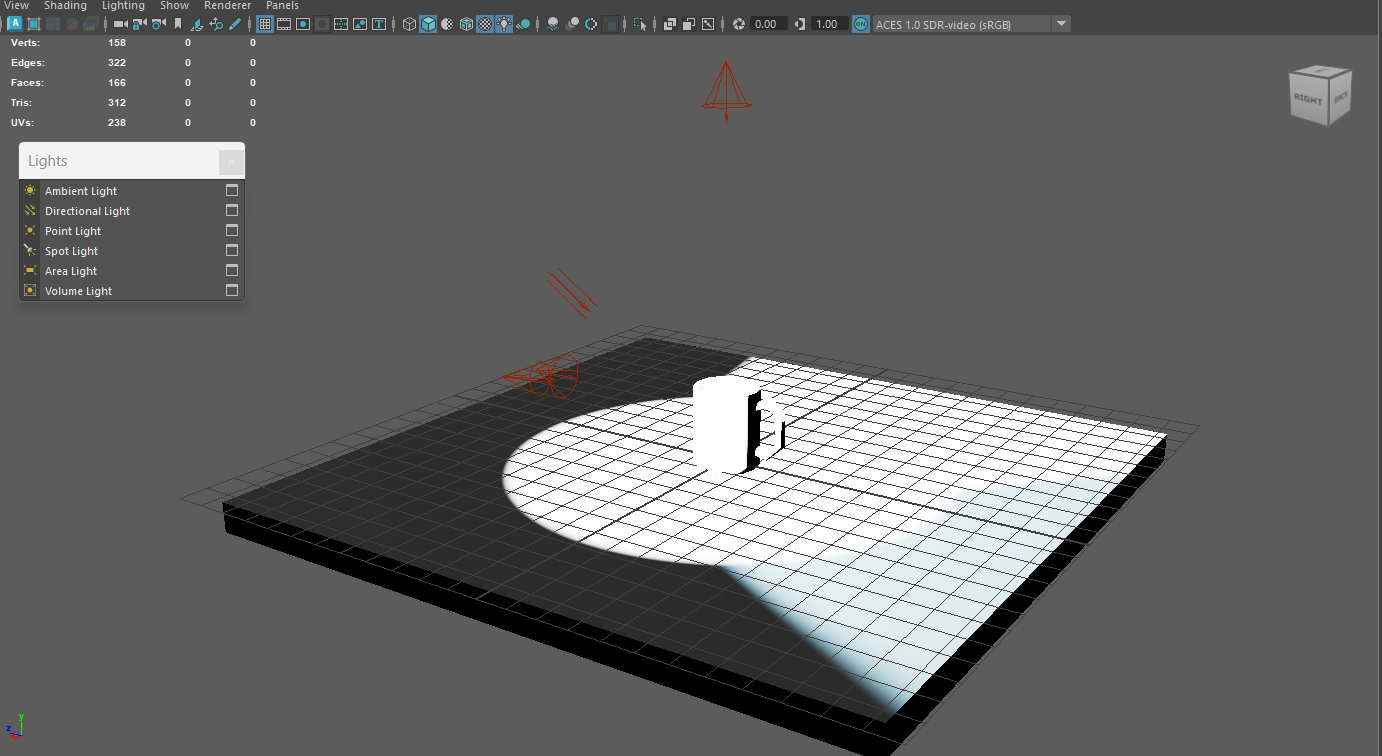 View Shading Lighting Show Renderer Panels
A T 0.00 1.00 ON ACES 1.0 SDR-video (sRGB)
Verts: 158 0 0
Edges: 322 0 0
Faces: 166 0 0
Tris: 312 0 0
UVs: 238 0 0
RIGHT BACK
Lights
Ambient Light
Directional Light
Point Light
Spot Light
Area Light
Volume Light
y
z